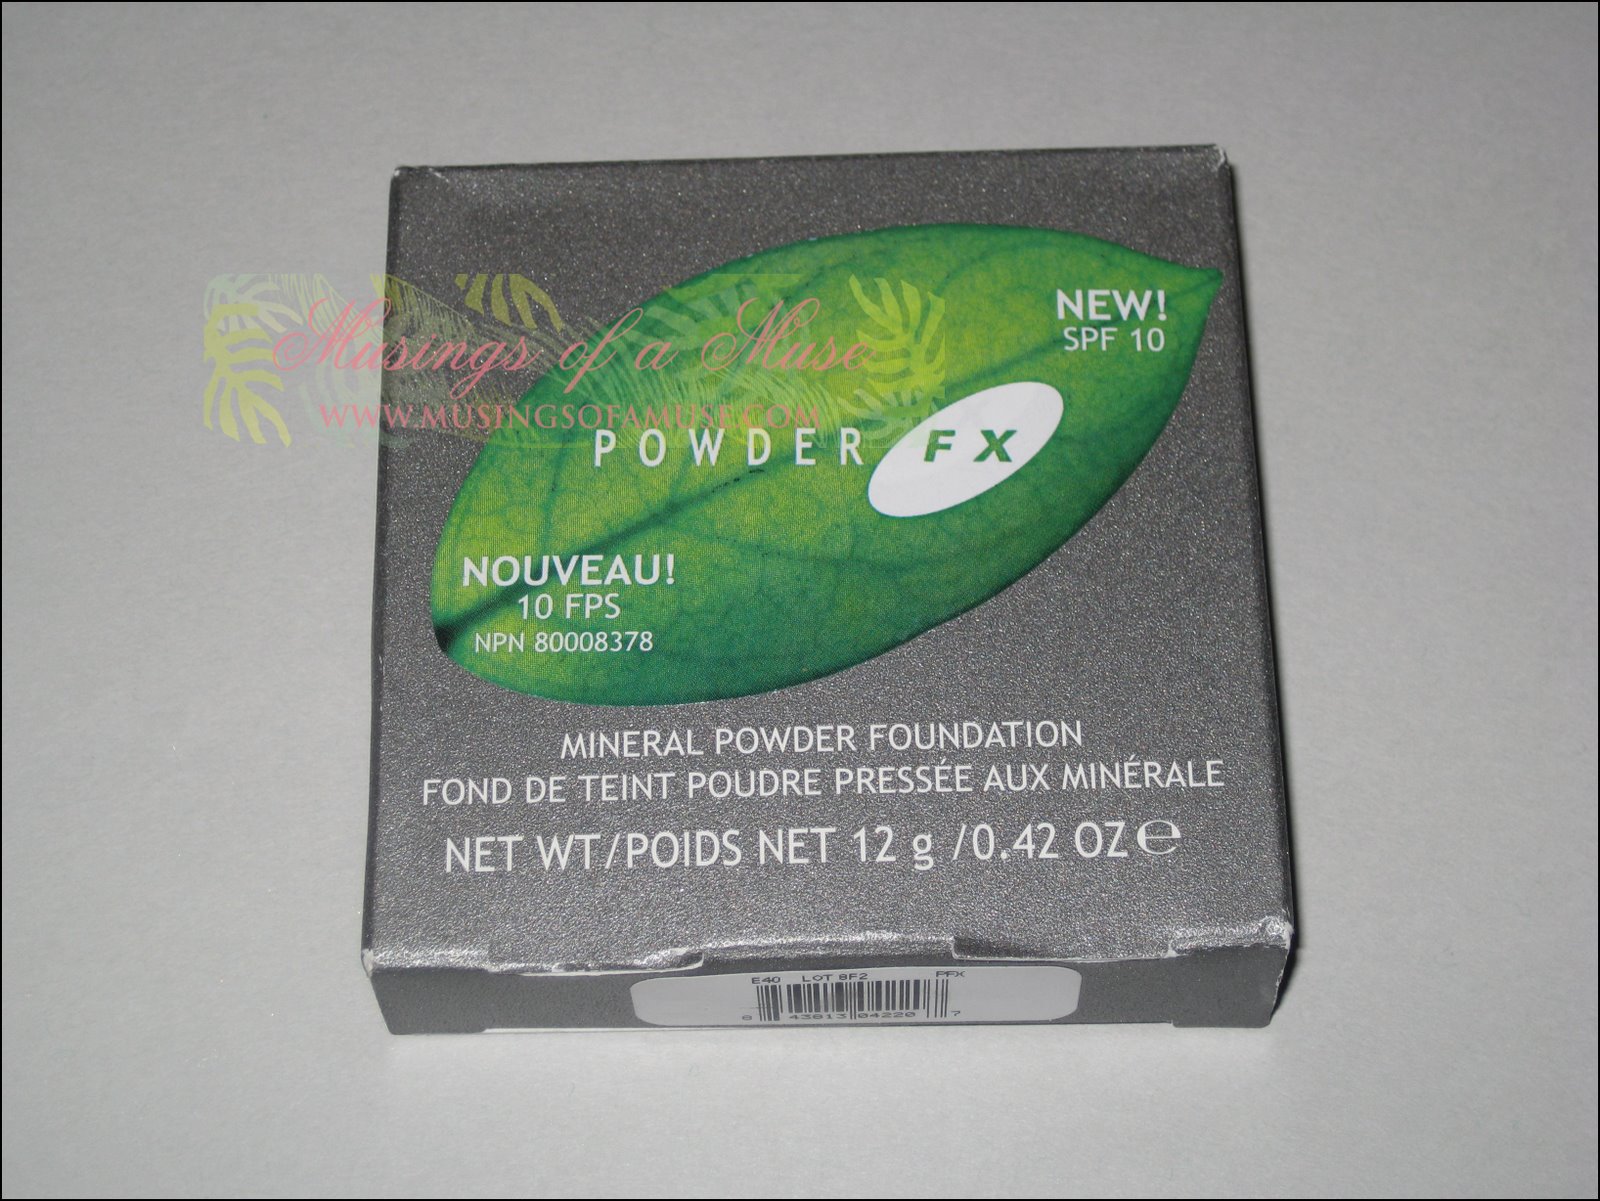 NEW!
SPF 10
Musings of a Muse
WWW.MUSINGSOFAMUSE.COM
POWDER FX
NOUVEAU!
10 FPS
NPN 80008378
MINERAL POWDER FOUNDATION
FOND DE TEINT POUDRE PRESSÉE AUX MINÉRALE
NET WT/POIDS NET 12 g /0.42 OZ ℮
E40 LOT 8F2 PFX
8 43813 04220 7